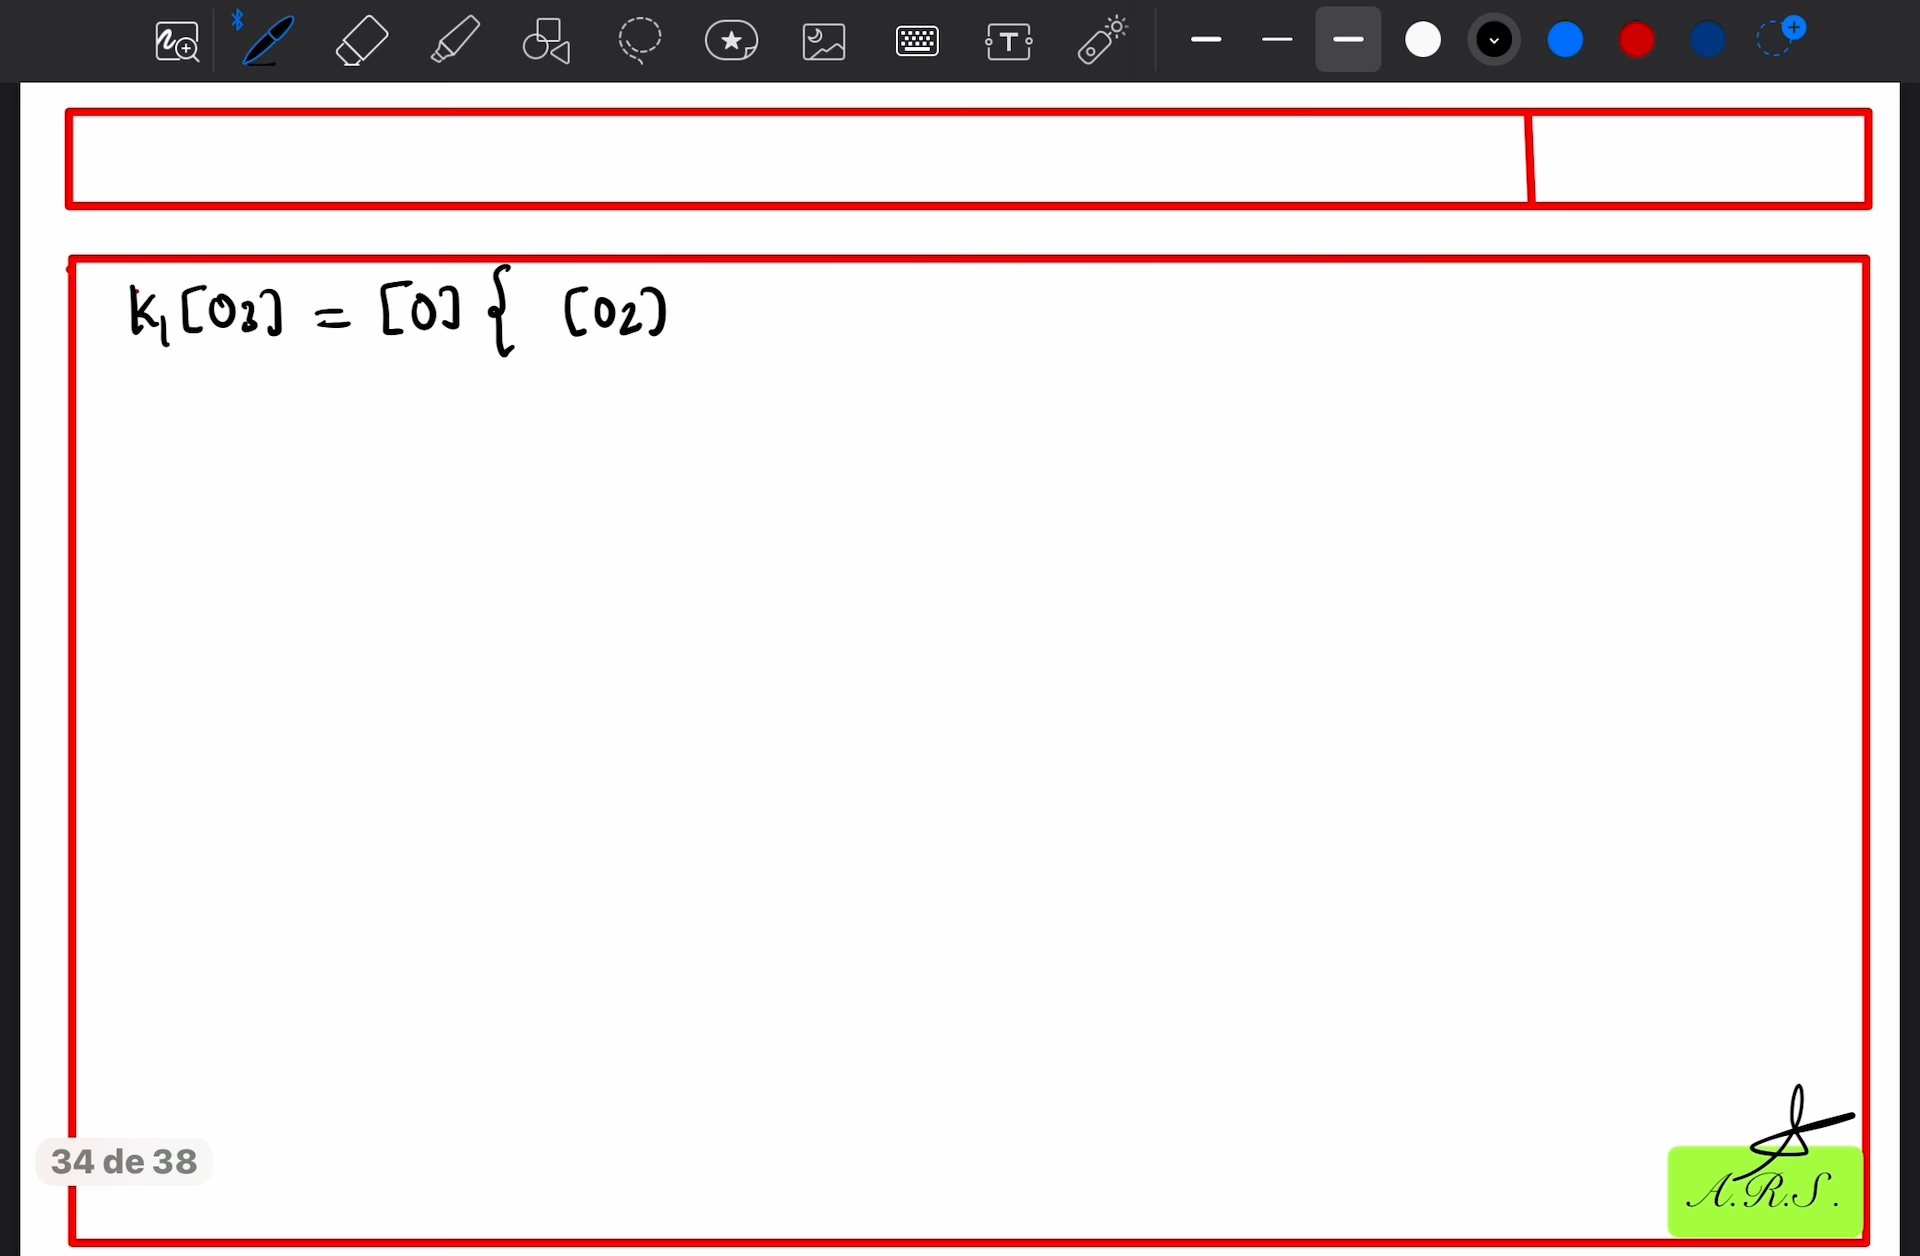 K₁[O3] = [O] { [O2)
34 de 38
A.R.S.